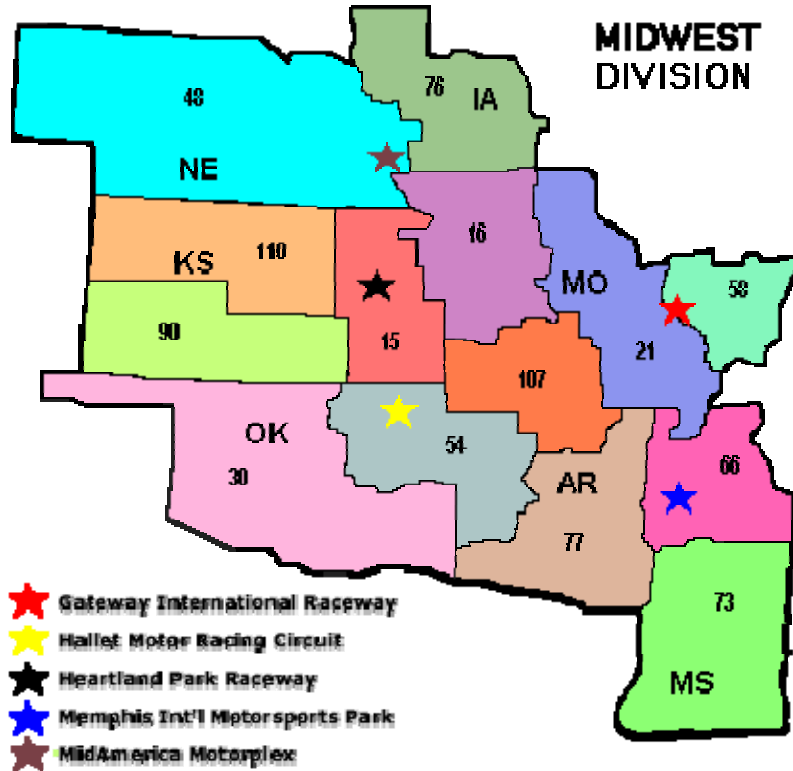 MIDWEST
DIVISION
76
IA
48
NE
16
110
KS
MO
58
90
15
21
107
OK
54
66
30
AR
77
73
MS
Gateway International Raceway
Hallet Motor Racing Circuit
Heartland Park Raceway
Memphis Int'l Motorsports Park
MidAmerica Motorplex